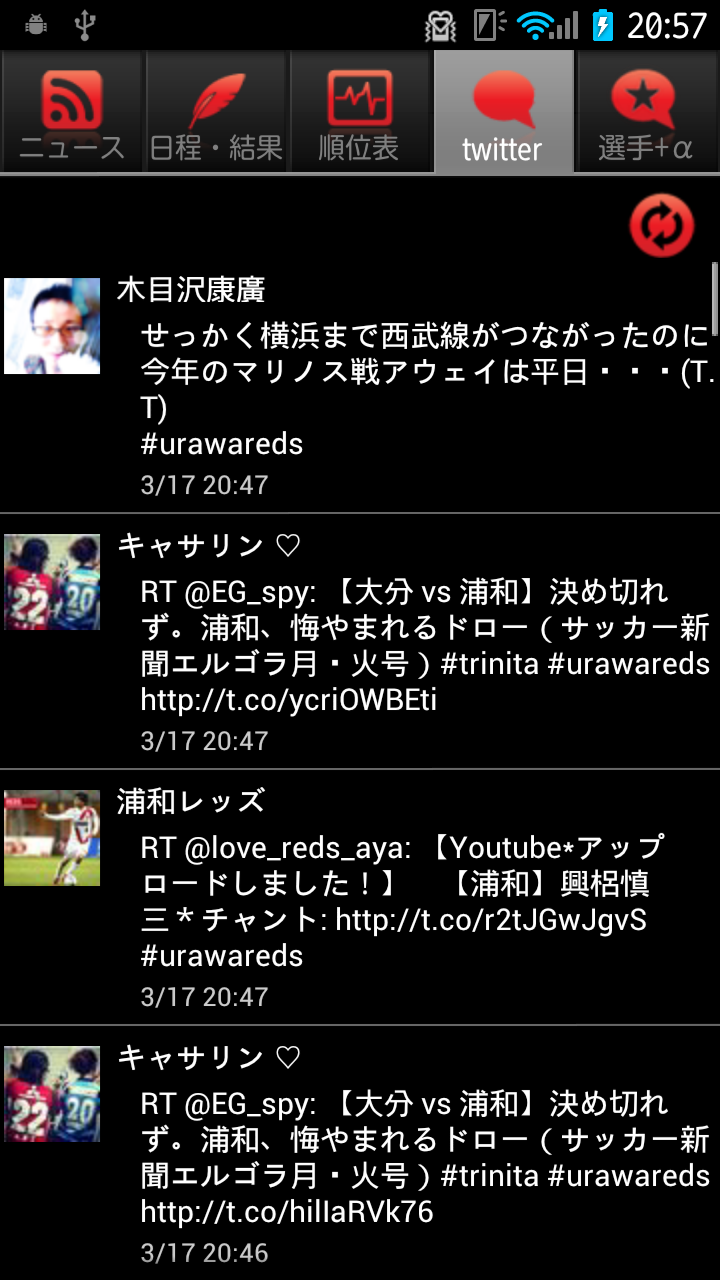 20:57
ニュース
日程・結果
順位表
twitter
選手+α
木目沢康廣
せっかく横浜まで西武線がつながったのに
今年のマリノス戦アウェイは平日・・・(T.
T)
#urawareds
3/17 20:47
キャサリン ♡
RT @EG_spy: 【大分 vs 浦和】決め切れ
ず。浦和、悔やまれるドロー（サッカー新
聞エルゴラ月・火号）#trinita #urawareds
http://t.co/ycriOWBEti
3/17 20:47
浦和レッズ
RT @love_reds_aya: 【Youtube*アップ
ロードしました！】　【浦和】興梠慎
三＊チャント: http://t.co/r2tJGwJgvS
#urawareds
3/17 20:47
キャサリン ♡
RT @EG_spy: 【大分 vs 浦和】決め切れ
ず。浦和、悔やまれるドロー（サッカー新
聞エルゴラ月・火号）#trinita #urawareds
http://t.co/hilIaRVk76
3/17 20:46
22
20
22
20